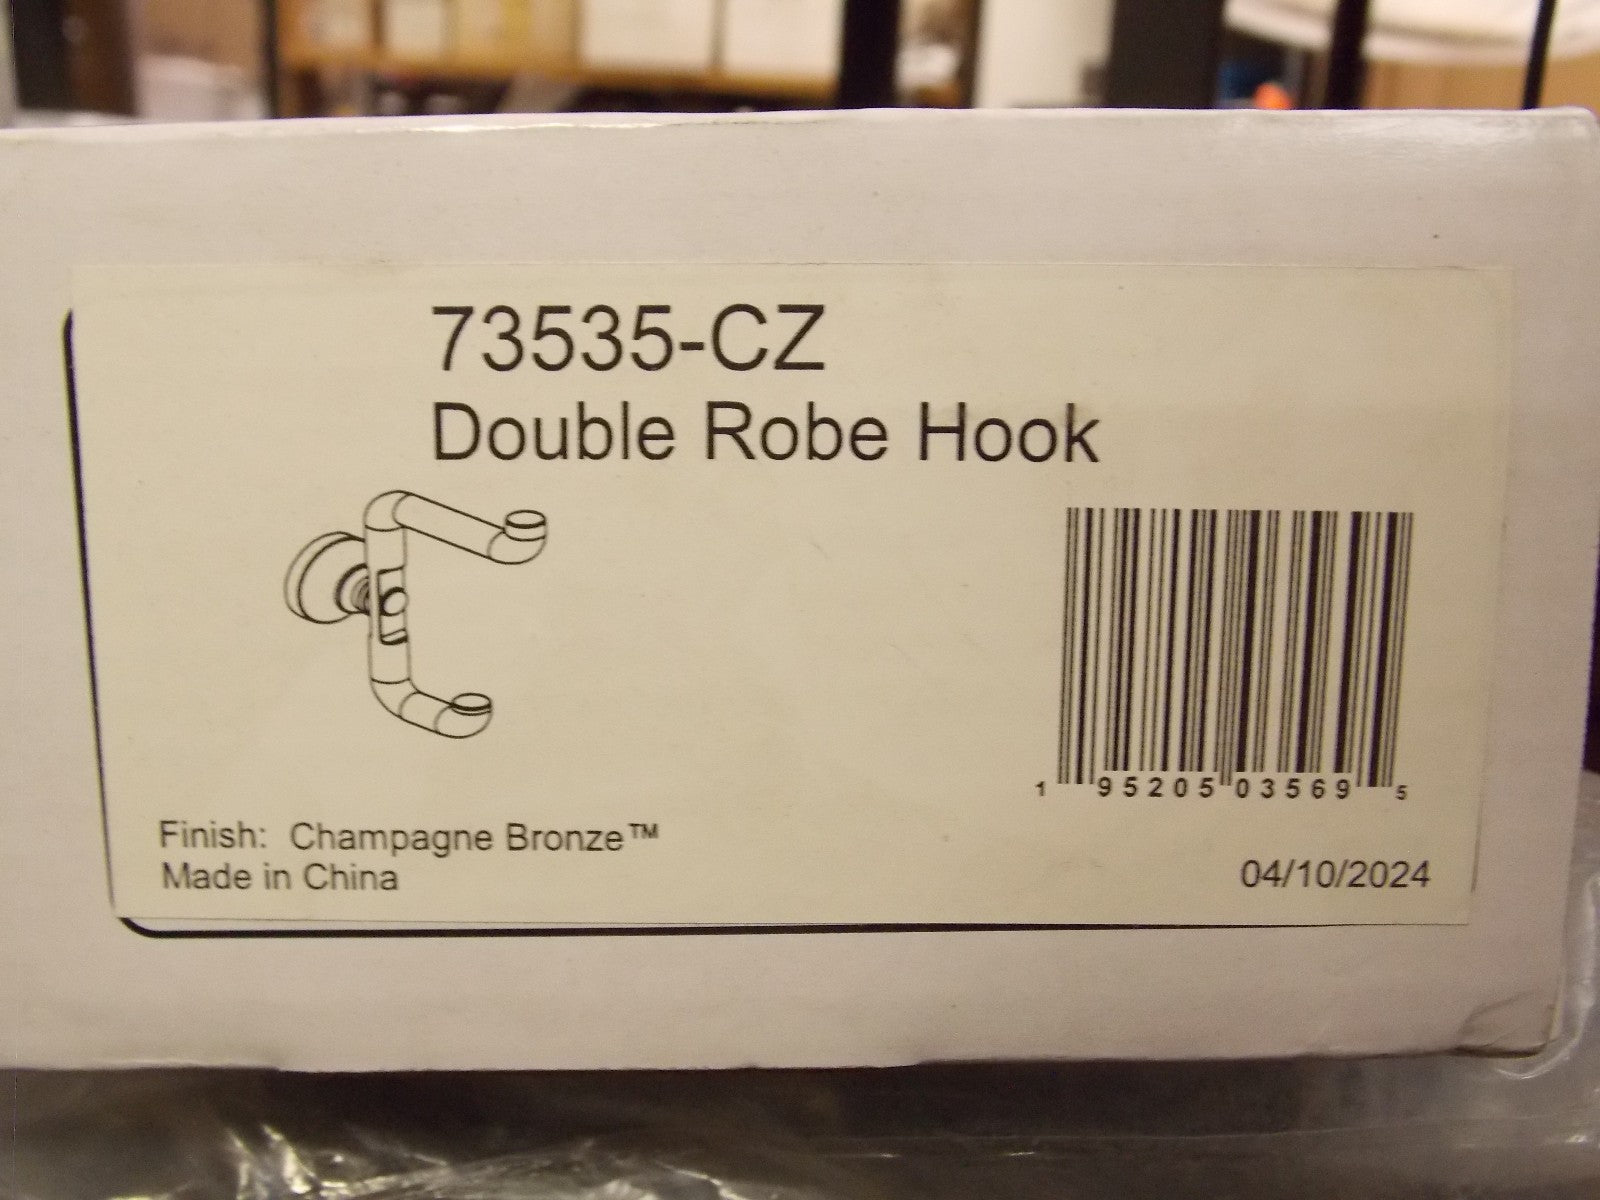 73535-CZ
Double Robe Hook
1 95205 03569 5
Finish: Champagne Bronze™
Made in China
04/10/2024